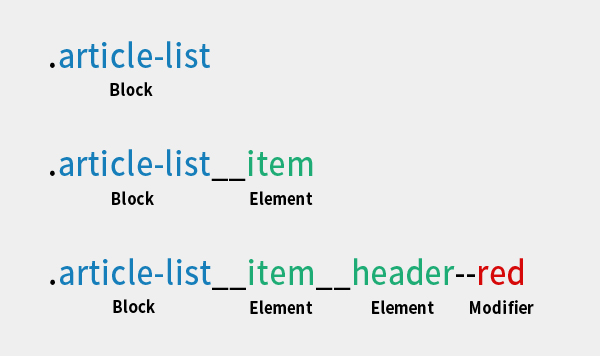 .article-list
Block
.article-list__item
Block Element
.article-list__item__header--red
Block Element Element Modifier